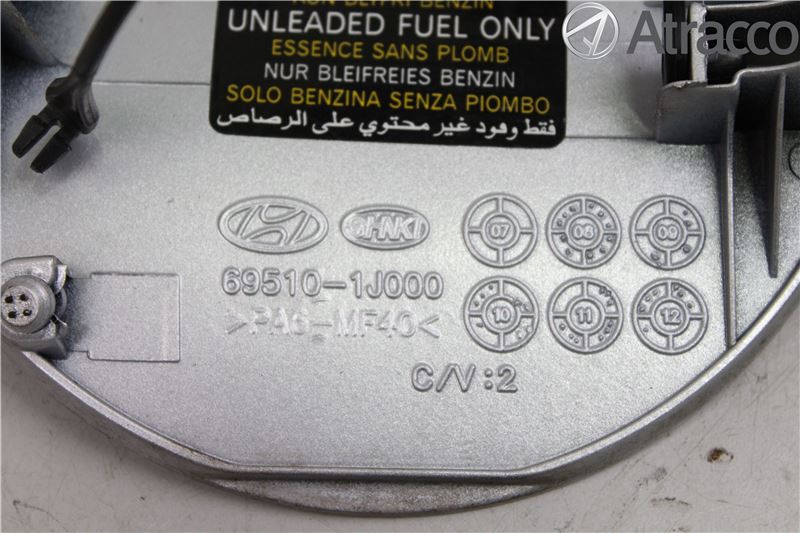 UNLEADED FUEL ONLY
ESSENCE SANS PLOMB
NUR BLEIFREIES BENZIN
SOLO BENZINA SENZA PIOMBO
فقط وقود غير محتوي على الرصاص
Atracco
SHNKI
69510-1J000
>PA6-MF40<
C/V:2
07 08 09
10 11 12